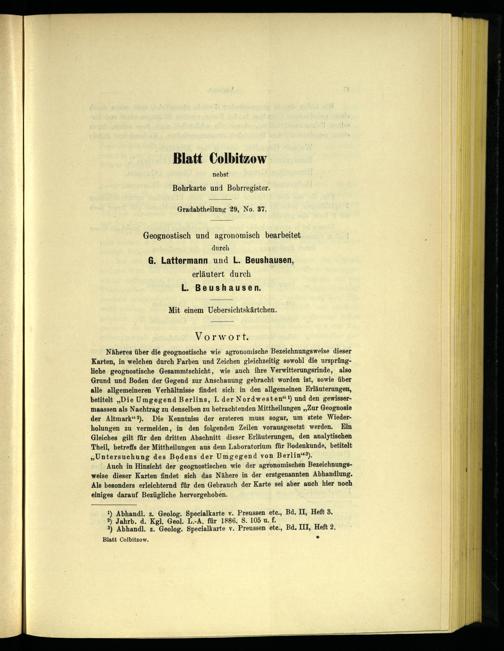 Blatt Colbitzow
nebst
Bohrkarte und Bohrregister.
Gradabtheilung 29, No. 37.
Geognostisch und agronomisch bearbeitet
durch
G. Lattermann und L. Beushausen,
erläutert durch
L. Beushausen.
Mit einem Uebersichtskärtchen.
Vorwort.
Näheres über die geognostische wie agronomische Bezeichnungsweise dieser
Karten, in welchen durch Farben und Zeichen gleichzeitig sowohl die ursprüng-
liche geognostische Gesammtschicht, wie auch ihre Verwitterungsrinde, also
Grund und Boden der Gegend zur Anschauung gebracht worden ist, sowie über
alle allgemeineren Verhältnisse findet sich in den allgemeinen Erläuterungen,
betitelt „Die Umgegend Berlins, I. der Nordwesten“ ¹) und den gewisser-
maassen als Nachtrag zu denselben zu betrachtenden Mittheilungen „Zur Geognosie
der Altmark“ ²). Die Kenntniss der ersteren muss sogar, um stete Wieder-
holungen zu vermeiden, in den folgenden Zeilen vorausgesetzt werden. Ein
Gleiches gilt für den dritten Abschnitt dieser Erläuterungen, den analytischen
Theil, betreffs der Mittheilungen aus dem Laboratorium für Bodenkunde, betitelt
„Untersuchung des Bodens der Umgegend von Berlin“ ³).
Auch in Hinsicht der geognostischen wie der agronomischen Bezeichnungs-
weise dieser Karten findet sich das Nähere in der erstgenannten Abhandlung.
Als besonders erleichternd für den Gebrauch der Karte sei aber auch hier noch
einiges darauf Bezügliche hervorgehoben.
¹) Abhandl. z. Geolog. Specialkarte v. Preussen etc., Bd. II, Heft 3.
²) Jahrb. d. Kgl. Geol. L.-A. für 1886, S. 105 u. f.
³) Abhandl. z. Geolog. Specialkarte v. Preussen etc., Bd. III, Heft 2.
Blatt Colbitzow. *